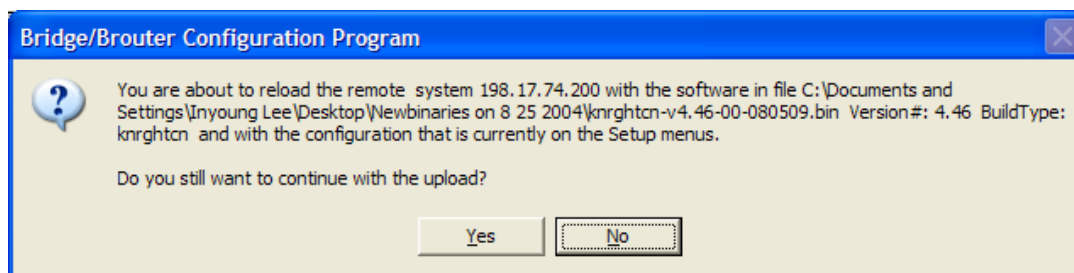 Bridge/Brouter Configuration Program
You are about to reload the remote  system 198.17.74.200 with the software in file C:\Documents and
Settings\Inyoung Lee\Desktop\Newbinaries on 8 25 2004\knrghtcn-v4.46-00-080509.bin  Version#: 4.46  BuildType:
knrghtcn  and with the configuration that is currently on the Setup menus.
Do you still want to continue with the upload?
Yes
No